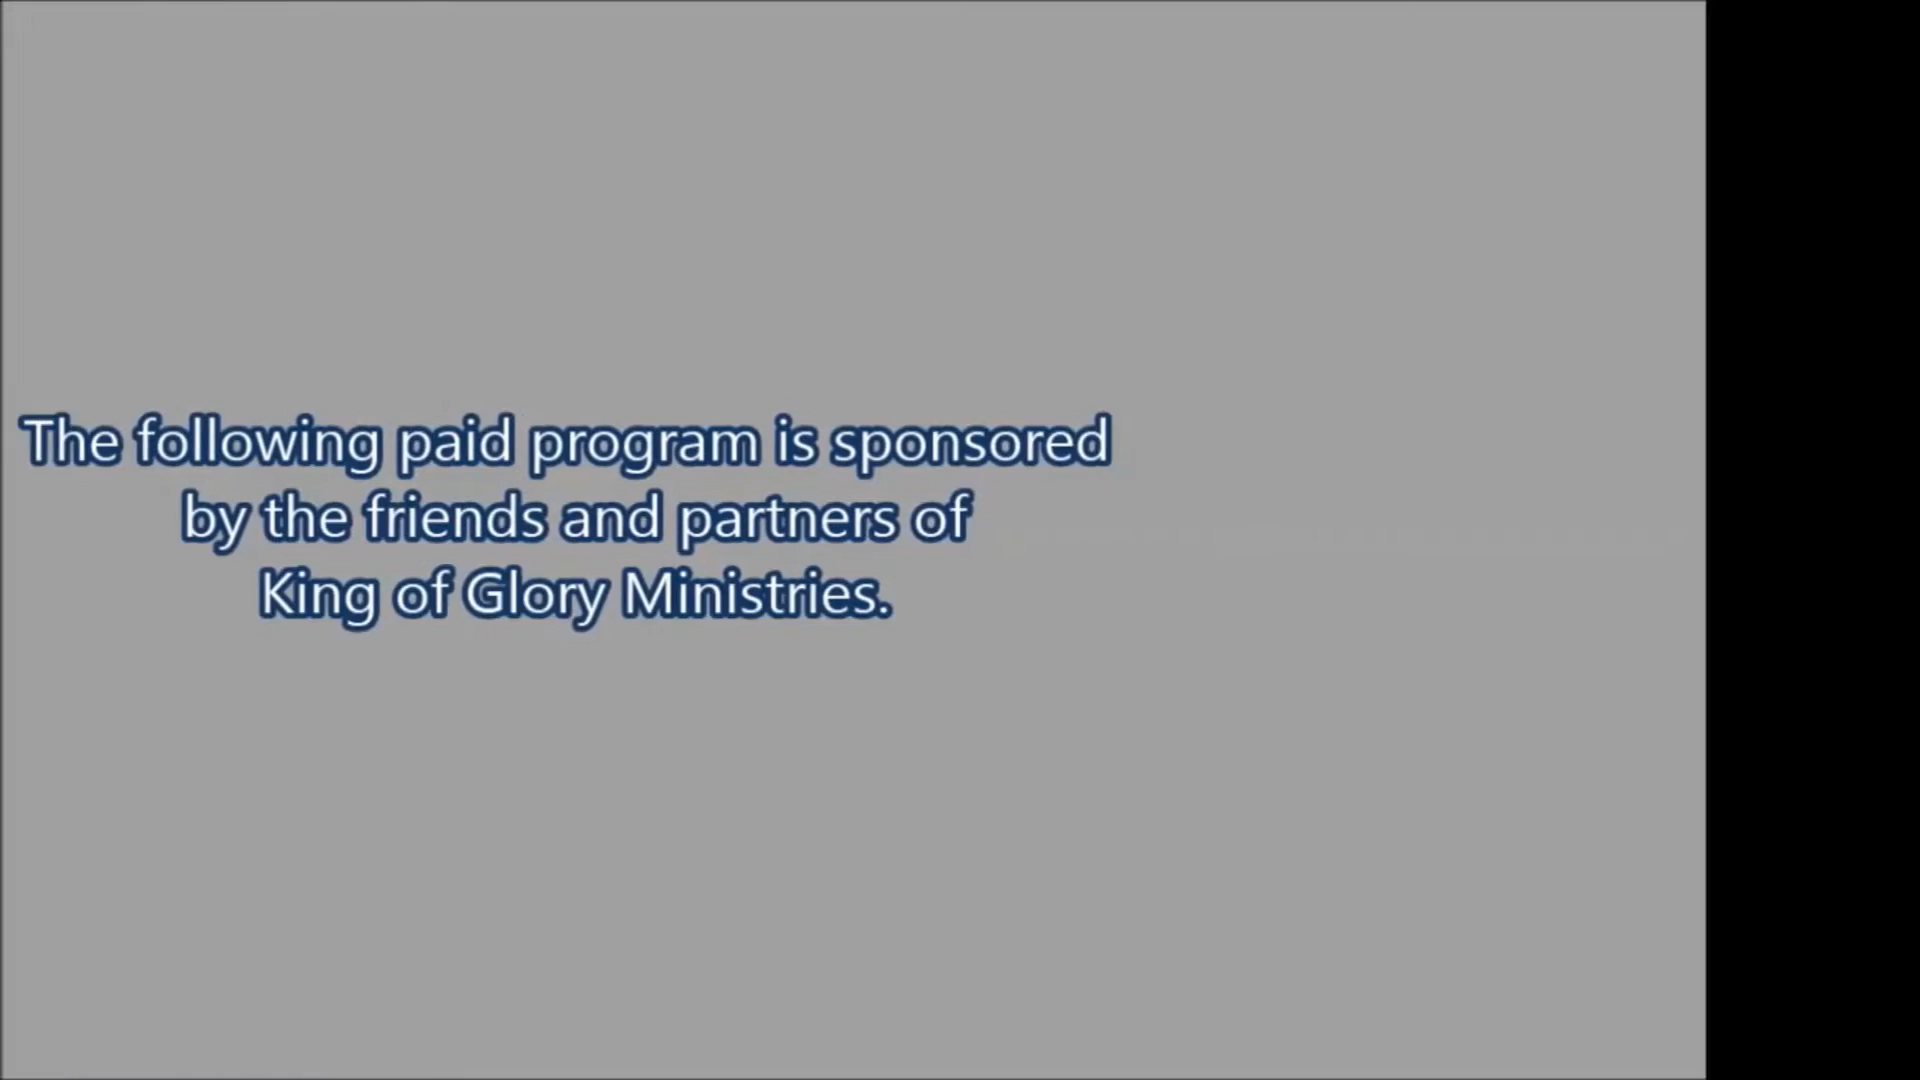 The following paid program is sponsored
by the friends and partners of
King of Glory Ministries.